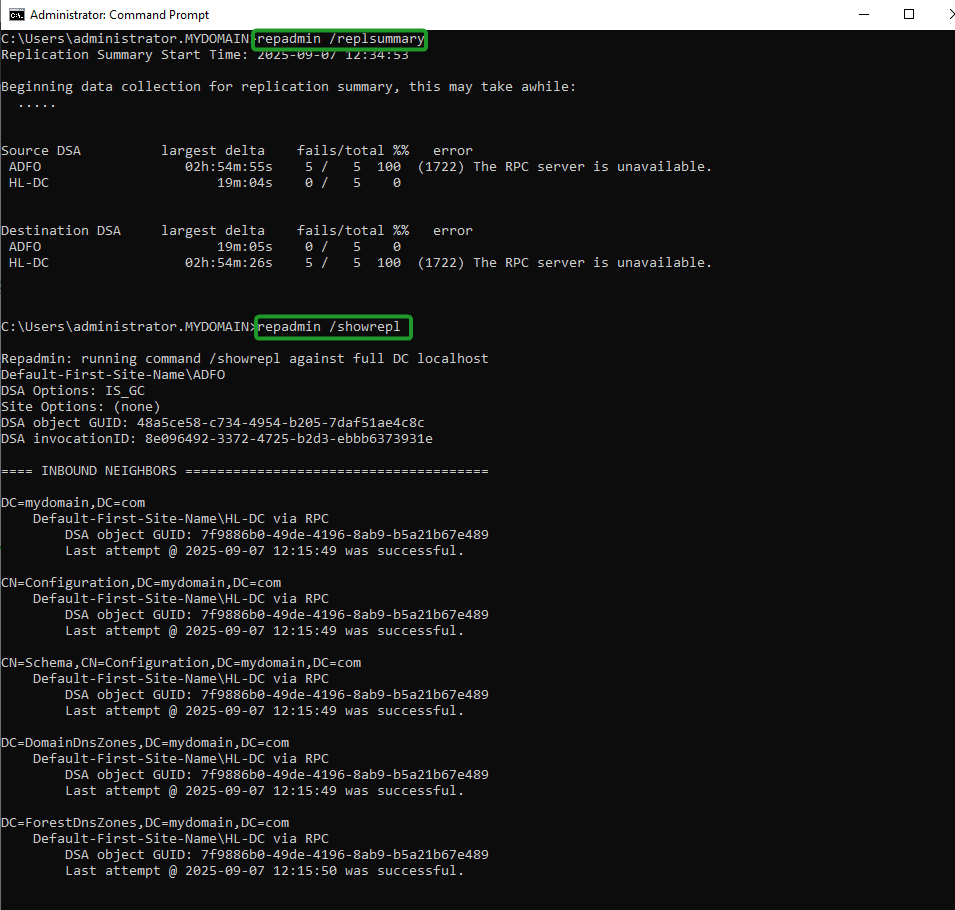 Administrator: Command Prompt
C:\Users\administrator.MYDOMAIN>repadmin /replsummary
Replication Summary Start Time: 2025-09-07 12:34:53
Beginning data collection for replication summary, this may take awhile:
.....
Source DSA          largest delta    fails/total %%   error
ADFO                  02h:54m:55s    5 /   5  100  (1722) The RPC server is unavailable.
HL-DC                     19m:04s    0 /   5    0
Destination DSA     largest delta    fails/total %%   error
ADFO                      19m:05s    0 /   5    0
HL-DC                 02h:54m:26s    5 /   5  100  (1722) The RPC server is unavailable.
C:\Users\administrator.MYDOMAIN>repadmin /showrepl
Repadmin: running command /showrepl against full DC localhost
Default-First-Site-Name\ADFO
DSA Options: IS_GC
Site Options: (none)
DSA object GUID: 48a5ce58-c734-4954-b205-7daf51ae4c8c
DSA invocationID: 8e096492-3372-4725-b2d3-ebbb6373931e
==== INBOUND NEIGHBORS ======================================
DC=mydomain,DC=com
Default-First-Site-Name\HL-DC via RPC
DSA object GUID: 7f9886b0-49de-4196-8ab9-b5a21b67e489
Last attempt @ 2025-09-07 12:15:49 was successful.
CN=Configuration,DC=mydomain,DC=com
Default-First-Site-Name\HL-DC via RPC
DSA object GUID: 7f9886b0-49de-4196-8ab9-b5a21b67e489
Last attempt @ 2025-09-07 12:15:49 was successful.
CN=Schema,CN=Configuration,DC=mydomain,DC=com
Default-First-Site-Name\HL-DC via RPC
DSA object GUID: 7f9886b0-49de-4196-8ab9-b5a21b67e489
Last attempt @ 2025-09-07 12:15:49 was successful.
DC=DomainDnsZones,DC=mydomain,DC=com
Default-First-Site-Name\HL-DC via RPC
DSA object GUID: 7f9886b0-49de-4196-8ab9-b5a21b67e489
Last attempt @ 2025-09-07 12:15:49 was successful.
DC=ForestDnsZones,DC=mydomain,DC=com
Default-First-Site-Name\HL-DC via RPC
DSA object GUID: 7f9886b0-49de-4196-8ab9-b5a21b67e489
Last attempt @ 2025-09-07 12:15:50 was successful.